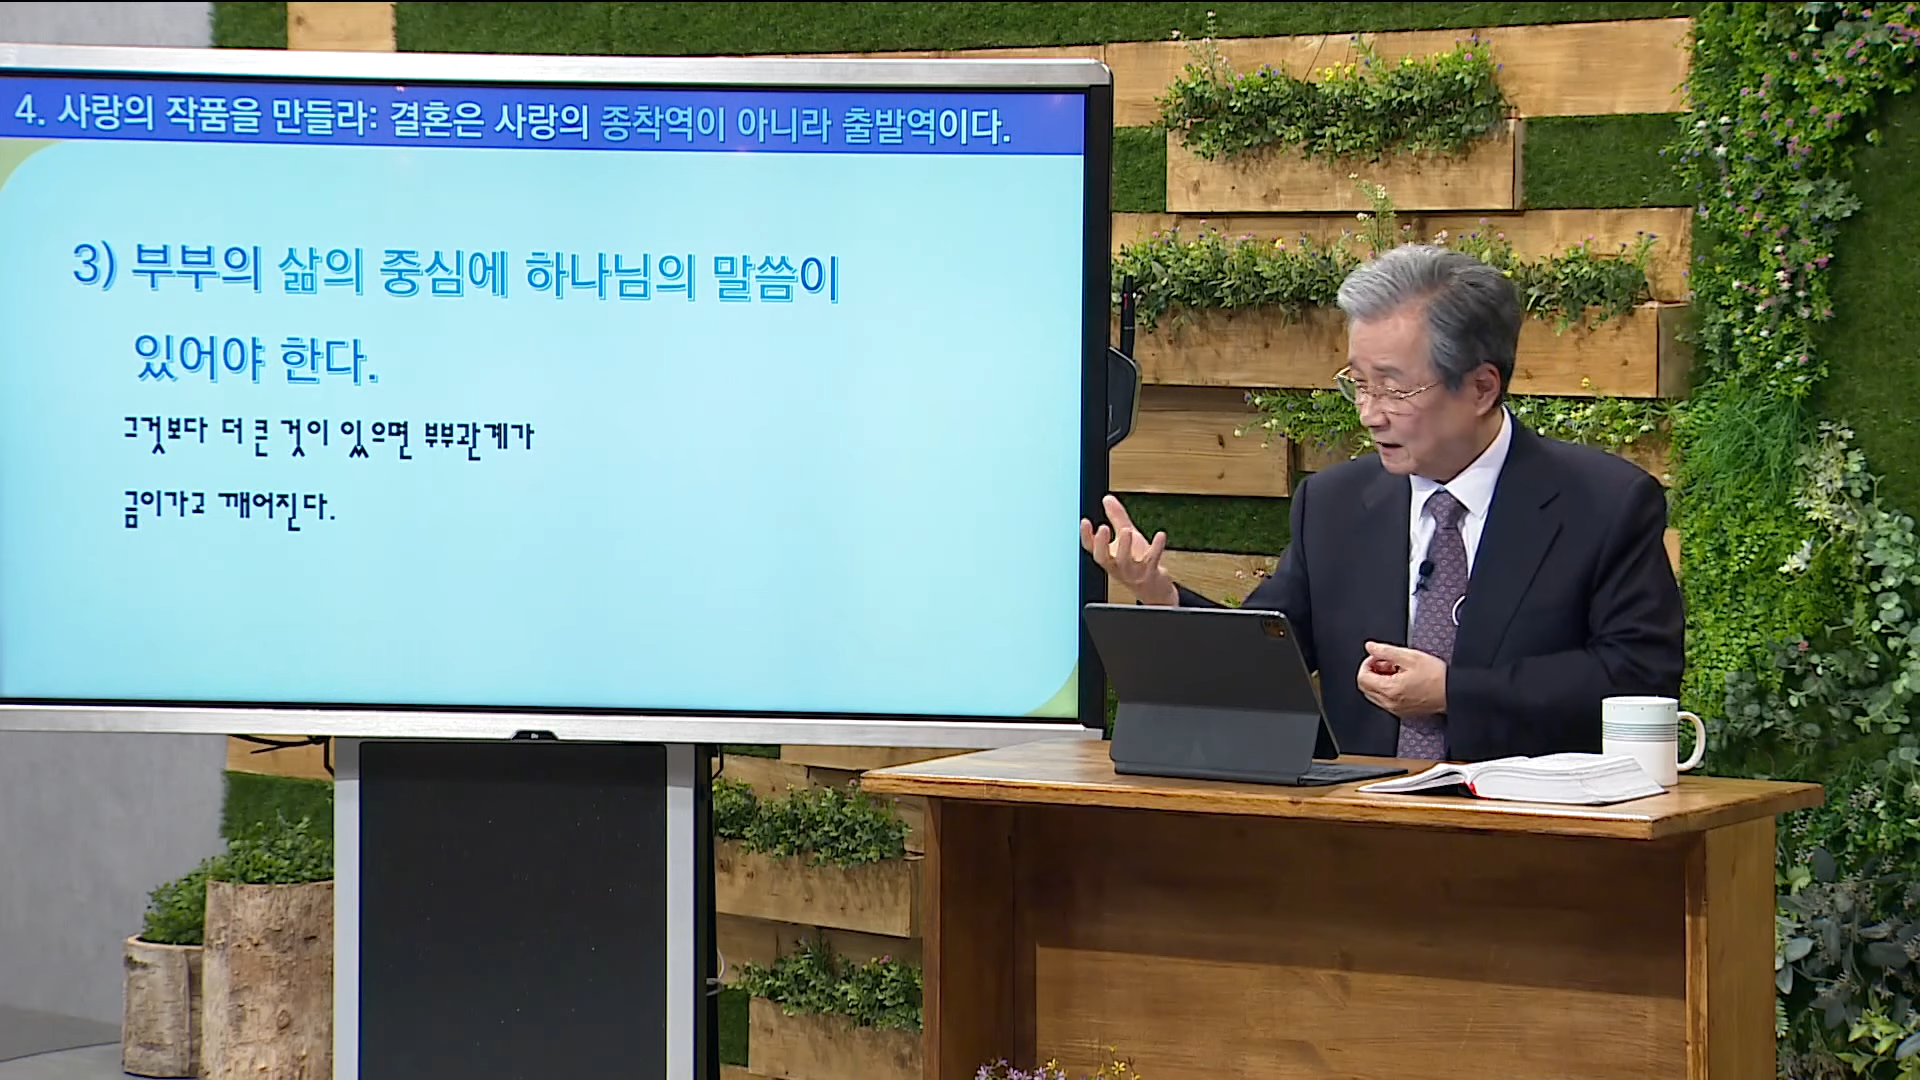 4. 사랑의 작품을 만들라: 결혼은 사랑의 종착역이 아니라 출발역이다.
3) 부부의 삶의 중심에 하나님의 말씀이
있어야 한다.
그것보다 더 큰 것이 있으면 부부관계가
금이가고 깨어진다.